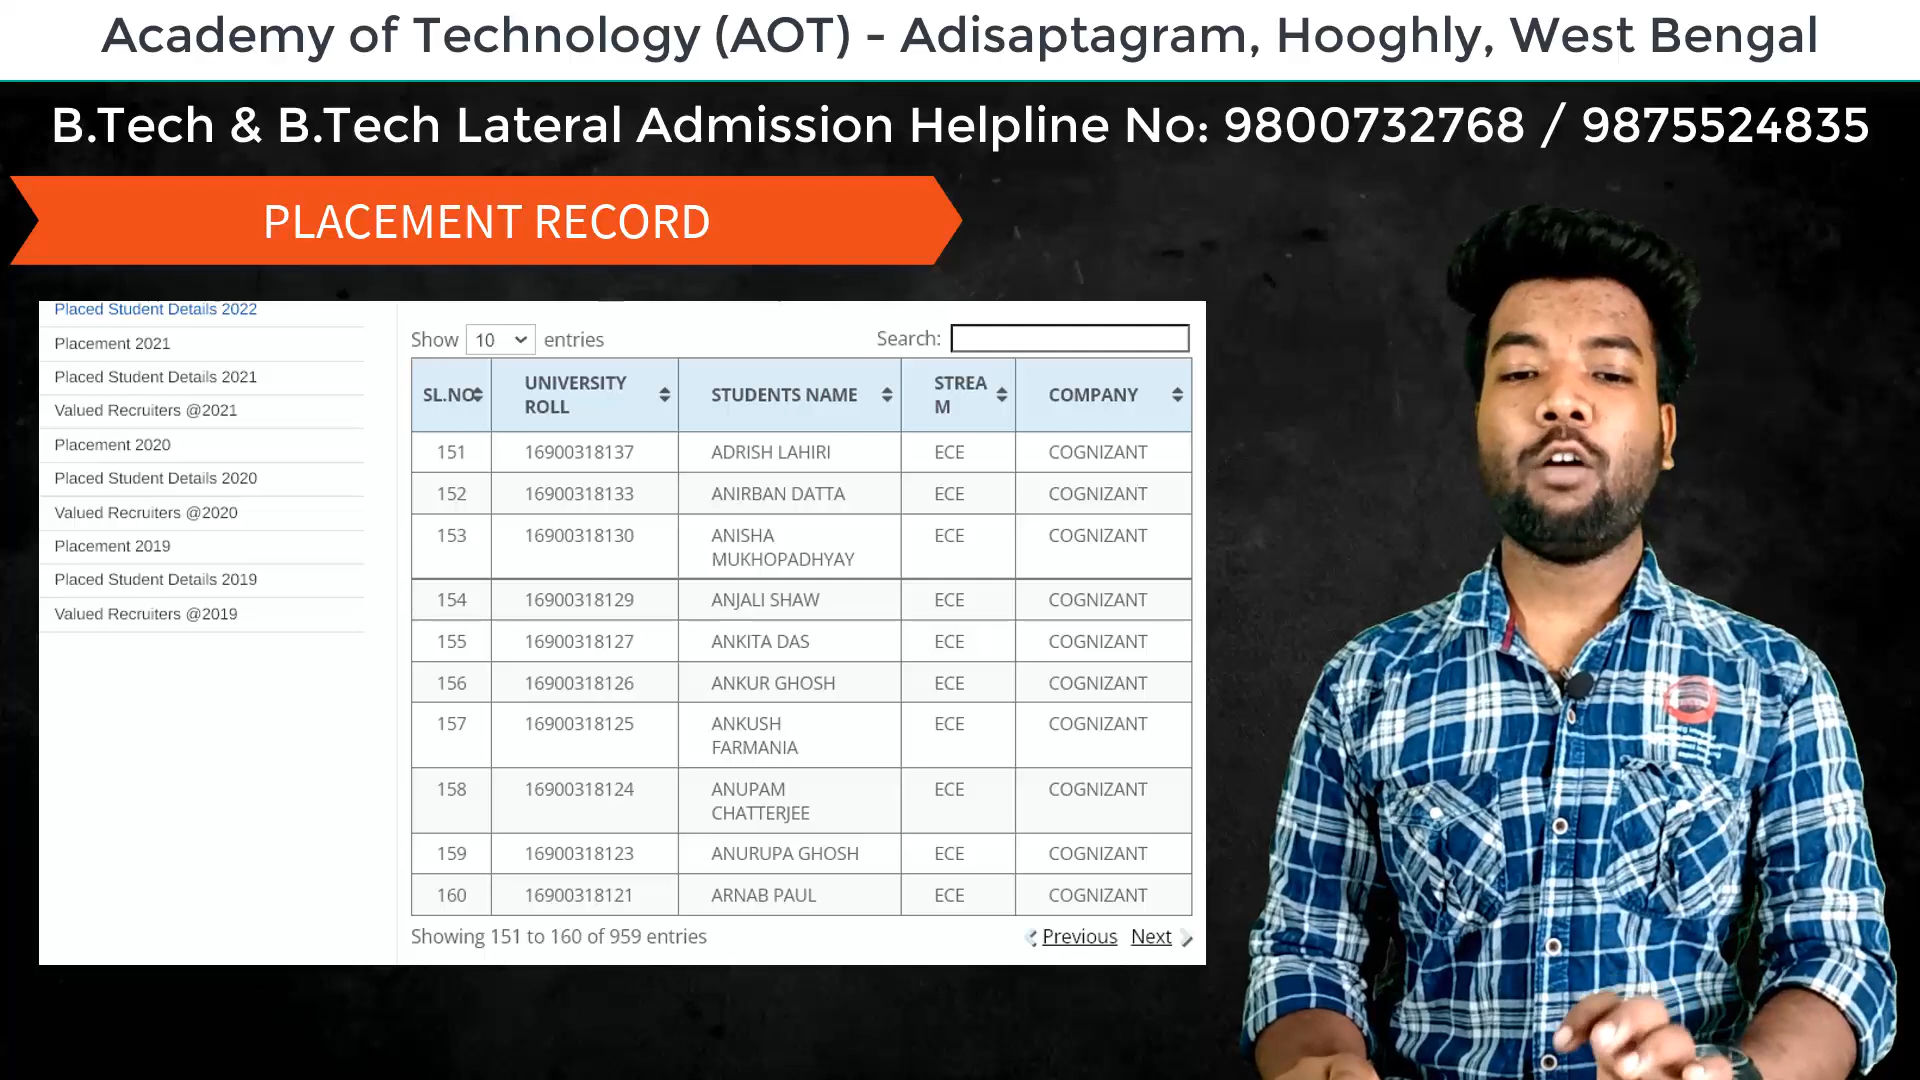 Academy of Technology (AOT) - Adisaptagram, Hooghly, West Bengal
B.Tech & B.Tech Lateral Admission Helpline No: 9800732768 / 9875524835
PLACEMENT RECORD
Placed Student Details 2022
Placement 2021
Placed Student Details 2021
Valued Recruiters @2021
Placement 2020
Placed Student Details 2020
Valued Recruiters @2020
Placement 2019
Placed Student Details 2019
Valued Recruiters @2019
Show 10 entries Search:
SL.NO UNIVERSITY ROLL STUDENTS NAME STREAM COMPANY
151 16900318137 ADRISH LAHIRI ECE COGNIZANT
152 16900318133 ANIRBAN DATTA ECE COGNIZANT
153 16900318130 ANISHA MUKHOPADHYAY ECE COGNIZANT
154 16900318129 ANJALI SHAW ECE COGNIZANT
155 16900318127 ANKITA DAS ECE COGNIZANT
156 16900318126 ANKUR GHOSH ECE COGNIZANT
157 16900318125 ANKUSH FARMANIA ECE COGNIZANT
158 16900318124 ANUPAM CHATTERJEE ECE COGNIZANT
159 16900318123 ANURUPA GHOSH ECE COGNIZANT
160 16900318121 ARNAB PAUL ECE COGNIZANT
Showing 151 to 160 of 959 entries Previous Next